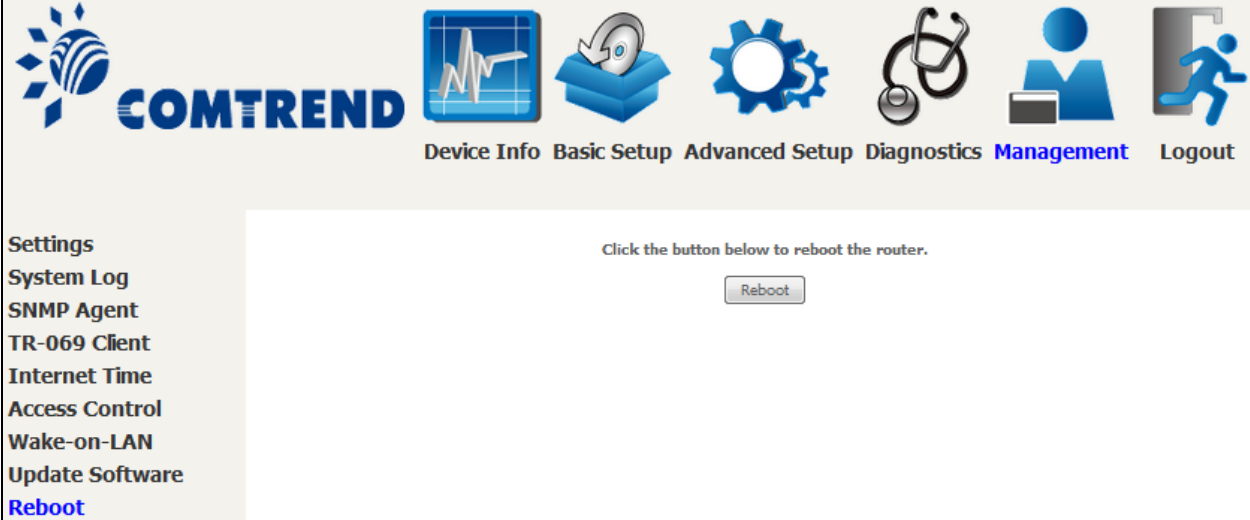 COMTREND
Device Info Basic Setup Advanced Setup Diagnostics Management Logout
Settings
System Log
SNMP Agent
TR-069 Client
Internet Time
Access Control
Wake-on-LAN
Update Software
Reboot
Click the button below to reboot the router.
Reboot